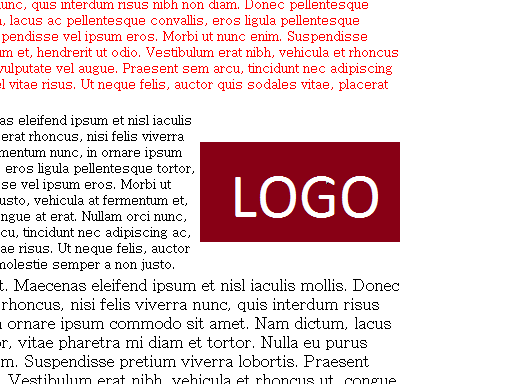 nunc, quis interdum risus nibh non diam. Donec pellentesque
, lacus ac pellentesque convallis, eros ligula pellentesque
pendisse vel ipsum eros. Morbi ut nunc enim. Suspendisse
um et, hendrerit ut odio. Vestibulum erat nibh, vehicula et rhoncus
vulputate vel augue. Praesent sem arcu, tincidunt nec adipiscing
el vitae risus. Ut neque felis, auctor quis sodales vitae, placerat
as eleifend ipsum et nisl iaculis
erat rhoncus, nisi felis viverra
mentum nunc, in ornare ipsum
eros ligula pellentesque tortor,
se vel ipsum eros. Morbi ut
usto, vehicula at fermentum et,
ngue at erat. Nullam orci nunc,
cu, tincidunt nec adipiscing ac,
ae risus. Ut neque felis, auctor
molestie semper a non justo.
LOGO
t. Maecenas eleifend ipsum et nisl iaculis mollis. Donec
rhoncus, nisi felis viverra nunc, quis interdum risus
n ornare ipsum commodo sit amet. Nam dictum, lacus
or, vitae pharetra mi diam et tortor. Nulla eu purus
m. Suspendisse pretium viverra lobortis. Praesent
. Vestibulum erat nibh, vehicula et rhoncus ut, congue